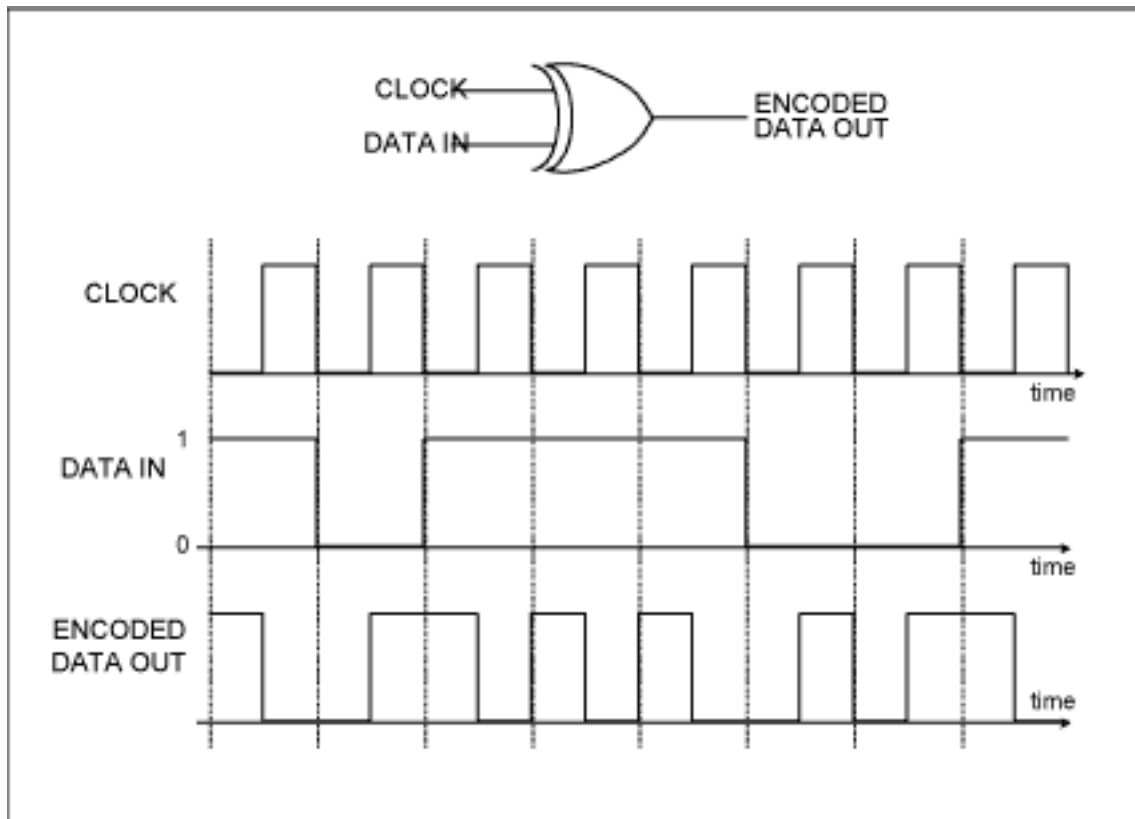 CLOCK
DATA IN
ENCODED
DATA OUT
CLOCK
time
1
DATA IN
0
time
ENCODED
DATA OUT
time